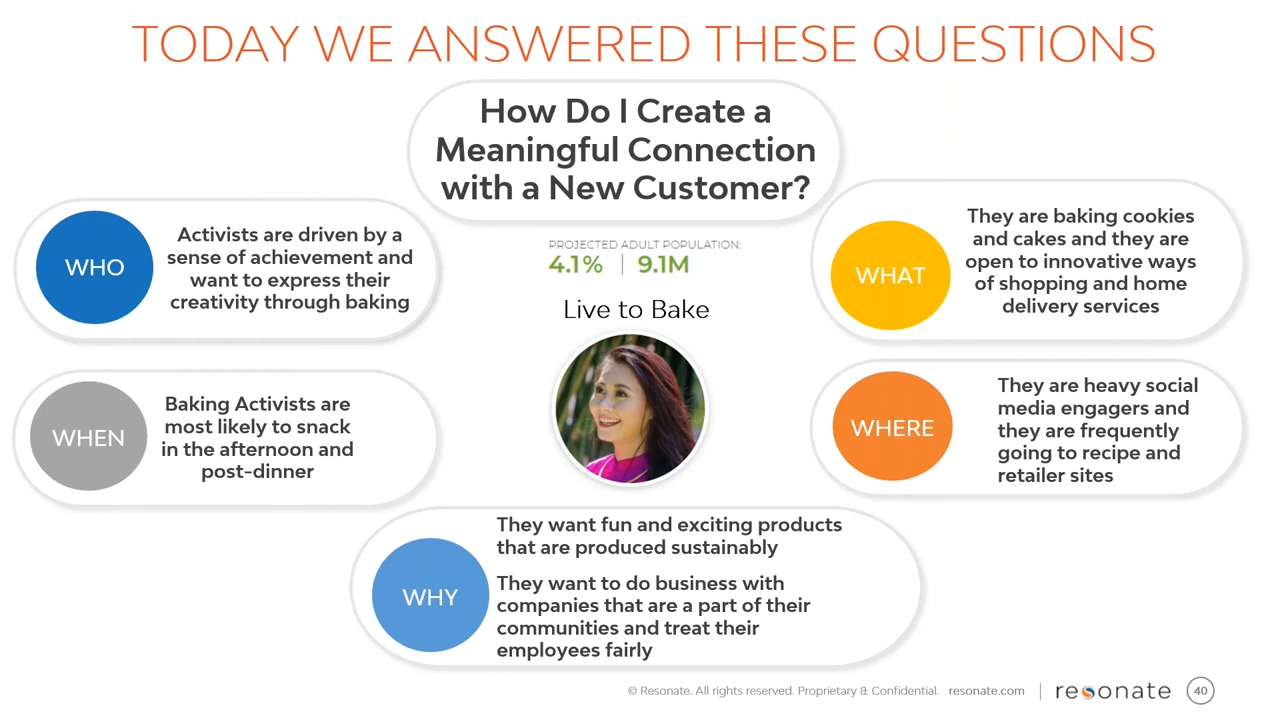 TODAY WE ANSWERED THESE QUESTIONS
How Do I Create a
Meaningful Connection
with a New Customer?
WHO
Activists are driven by a
sense of achievement and
want to express their
creativity through baking
PROJECTED ADULT POPULATION:
4.1% | 9.1M
Live to Bake
WHAT
They are baking cookies
and cakes and they are
open to innovative ways
of shopping and home
delivery services
WHEN
Baking Activists are
most likely to snack
in the afternoon and
post-dinner
WHERE
They are heavy social
media engagers and
they are frequently
going to recipe and
retailer sites
WHY
They want fun and exciting products
that are produced sustainably
They want to do business with
companies that are a part of their
communities and treat their
employees fairly
© Resonate. All rights reserved. Proprietary & Confidential. resonate.com | resonate 40